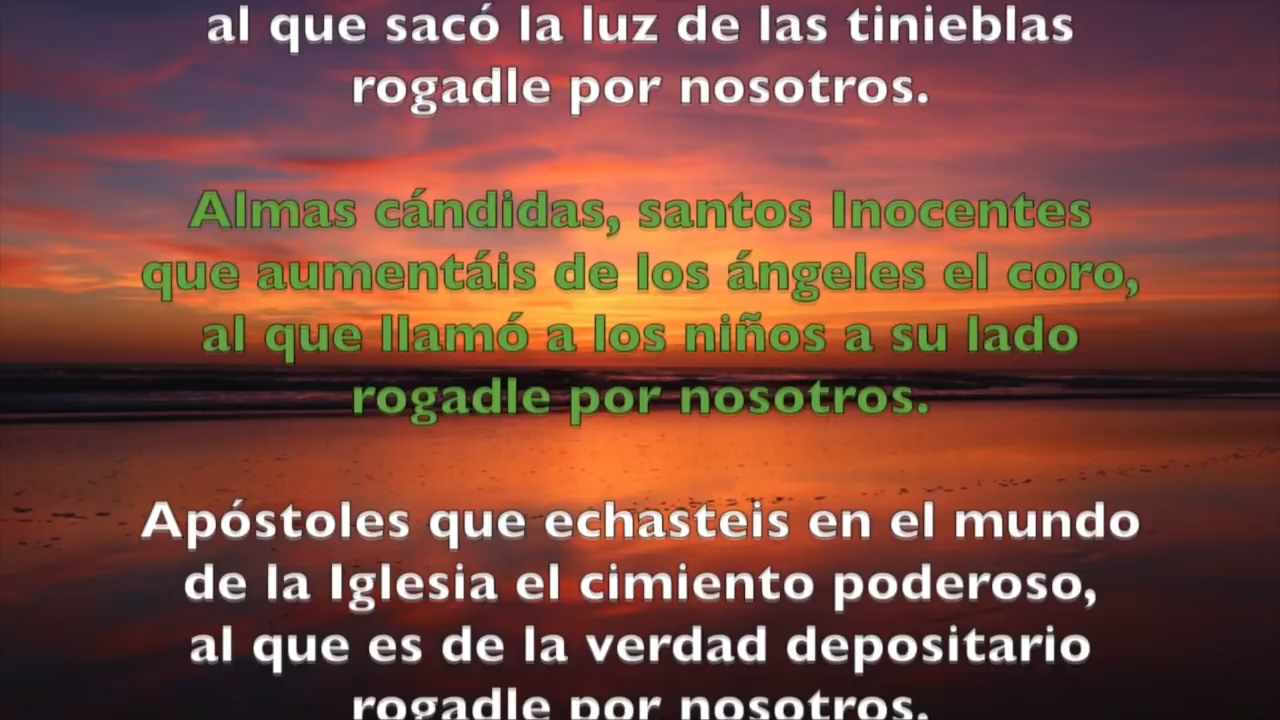 al que sacó la luz de las tinieblas
rogadle por nosotros.
Almas cándidas, santos Inocentes
que aumentáis de los ángeles el coro,
al que llamó a los niños a su lado
rogadle por nosotros.
Apóstoles que echasteis en el mundo
de la Iglesia el cimiento poderoso,
al que es de la verdad depositario
rogadle por nosotros.